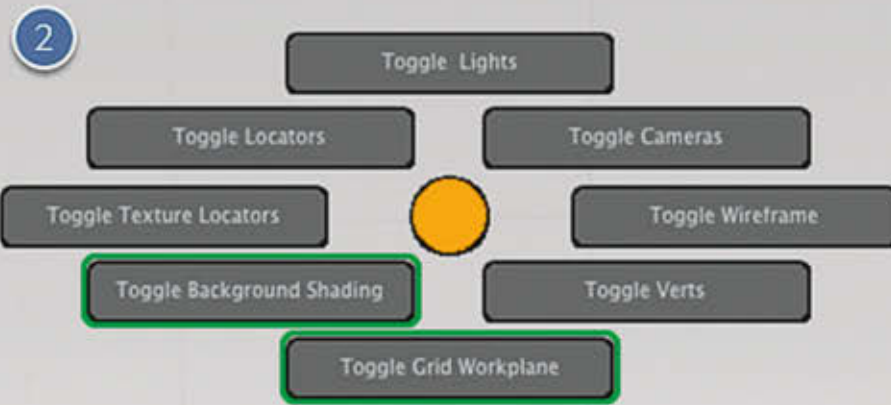 2
Toggle Lights
Toggle Locators
Toggle Cameras
Toggle Texture Locators
Toggle Wireframe
Toggle Background Shading
Toggle Verts
Toggle Grid Workplane